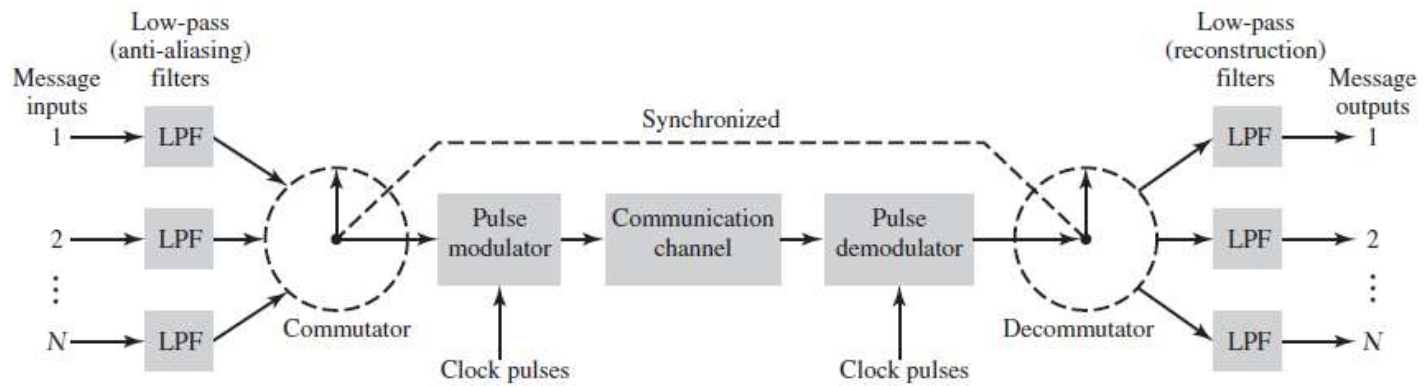 Low-pass
(anti-aliasing)
filters
Message
inputs
Low-pass
(reconstruction)
filters
Message
outputs
Synchronized
1
LPF
LPF
1
2
LPF
Pulse
modulator
Communication
channel
Pulse
demodulator
LPF
2
⋮
⋮
N
LPF
Commutator
Decommutator
LPF
N
Clock pulses
Clock pulses